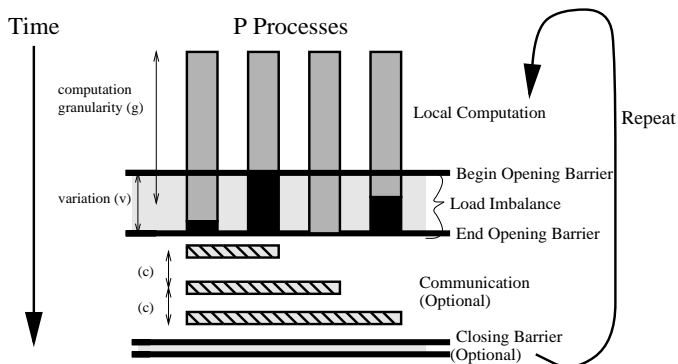 Time
P Processes
computation
granularity (g)
Local Computation
Repeat
Begin Opening Barrier
variation (v)
Load Imbalance
End Opening Barrier
(c)
Communication
(Optional)
(c)
Closing Barrier
(Optional)